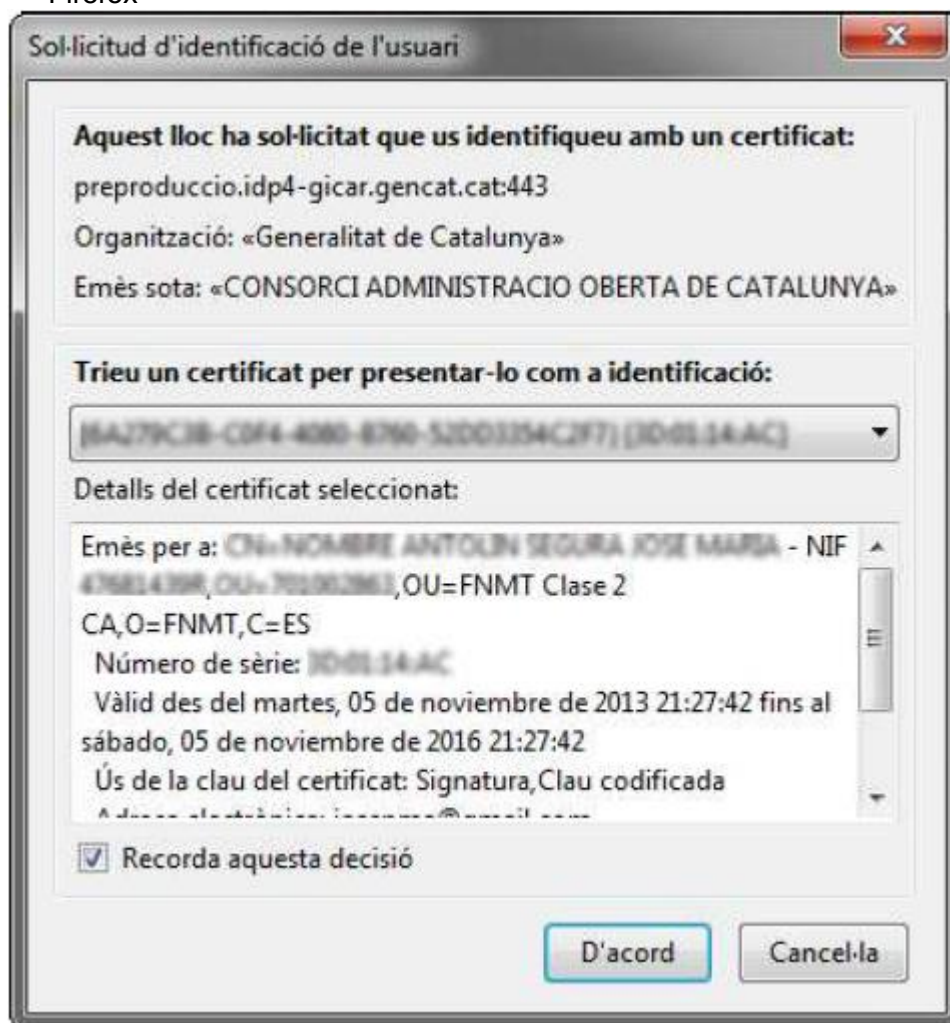 Firefox
Sol·licitud d'identificació de l'usuari
Aquest lloc ha sol·licitat que us identifiqueu amb un certificat:
preproduccio.idp4-gicar.gencat.cat:443
Organització: «Generalitat de Catalunya»
Emès sota: «CONSORCI ADMINISTRACIO OBERTA DE CATALUNYA»
Trieu un certificat per presentar-lo com a identificació:
Detalls del certificat seleccionat:
Emès per a: - NIF
,OU=FNMT Clase 2
CA,O=FNMT,C=ES
Número de sèrie:
Vàlid des del martes, 05 de noviembre de 2013 21:27:42 fins al
sábado, 05 de noviembre de 2016 21:27:42
Ús de la clau del certificat: Signatura,Clau codificada
Recorda aquesta decisió
D'acord Cancel·la